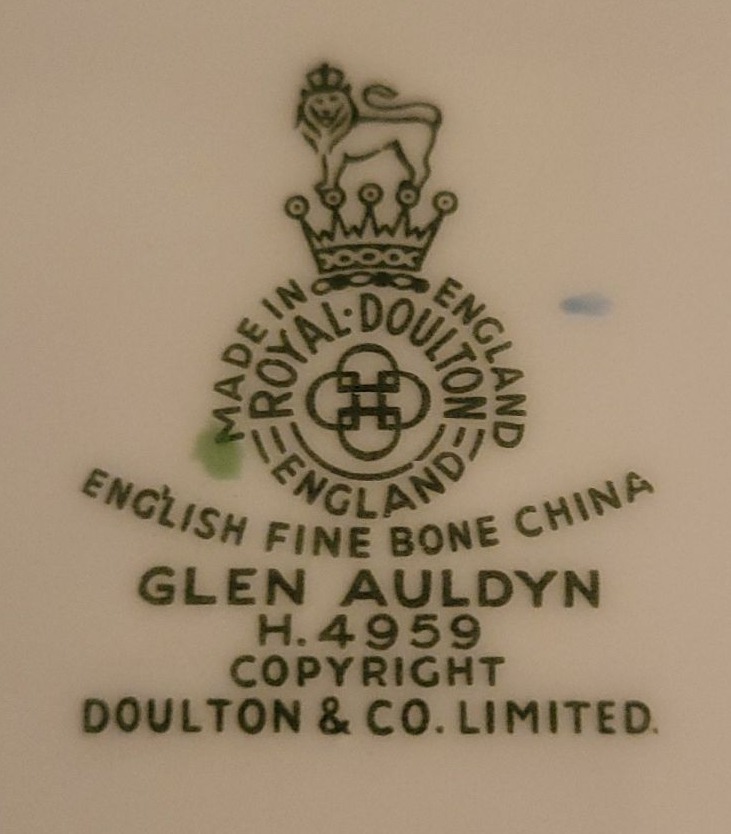 MADE IN ENGLAND
ROYAL·DOULTON
ENGLAND
ENGLISH FINE BONE CHINA
GLEN AULDYN
H.4959
COPYRIGHT
DOULTON & CO. LIMITED.